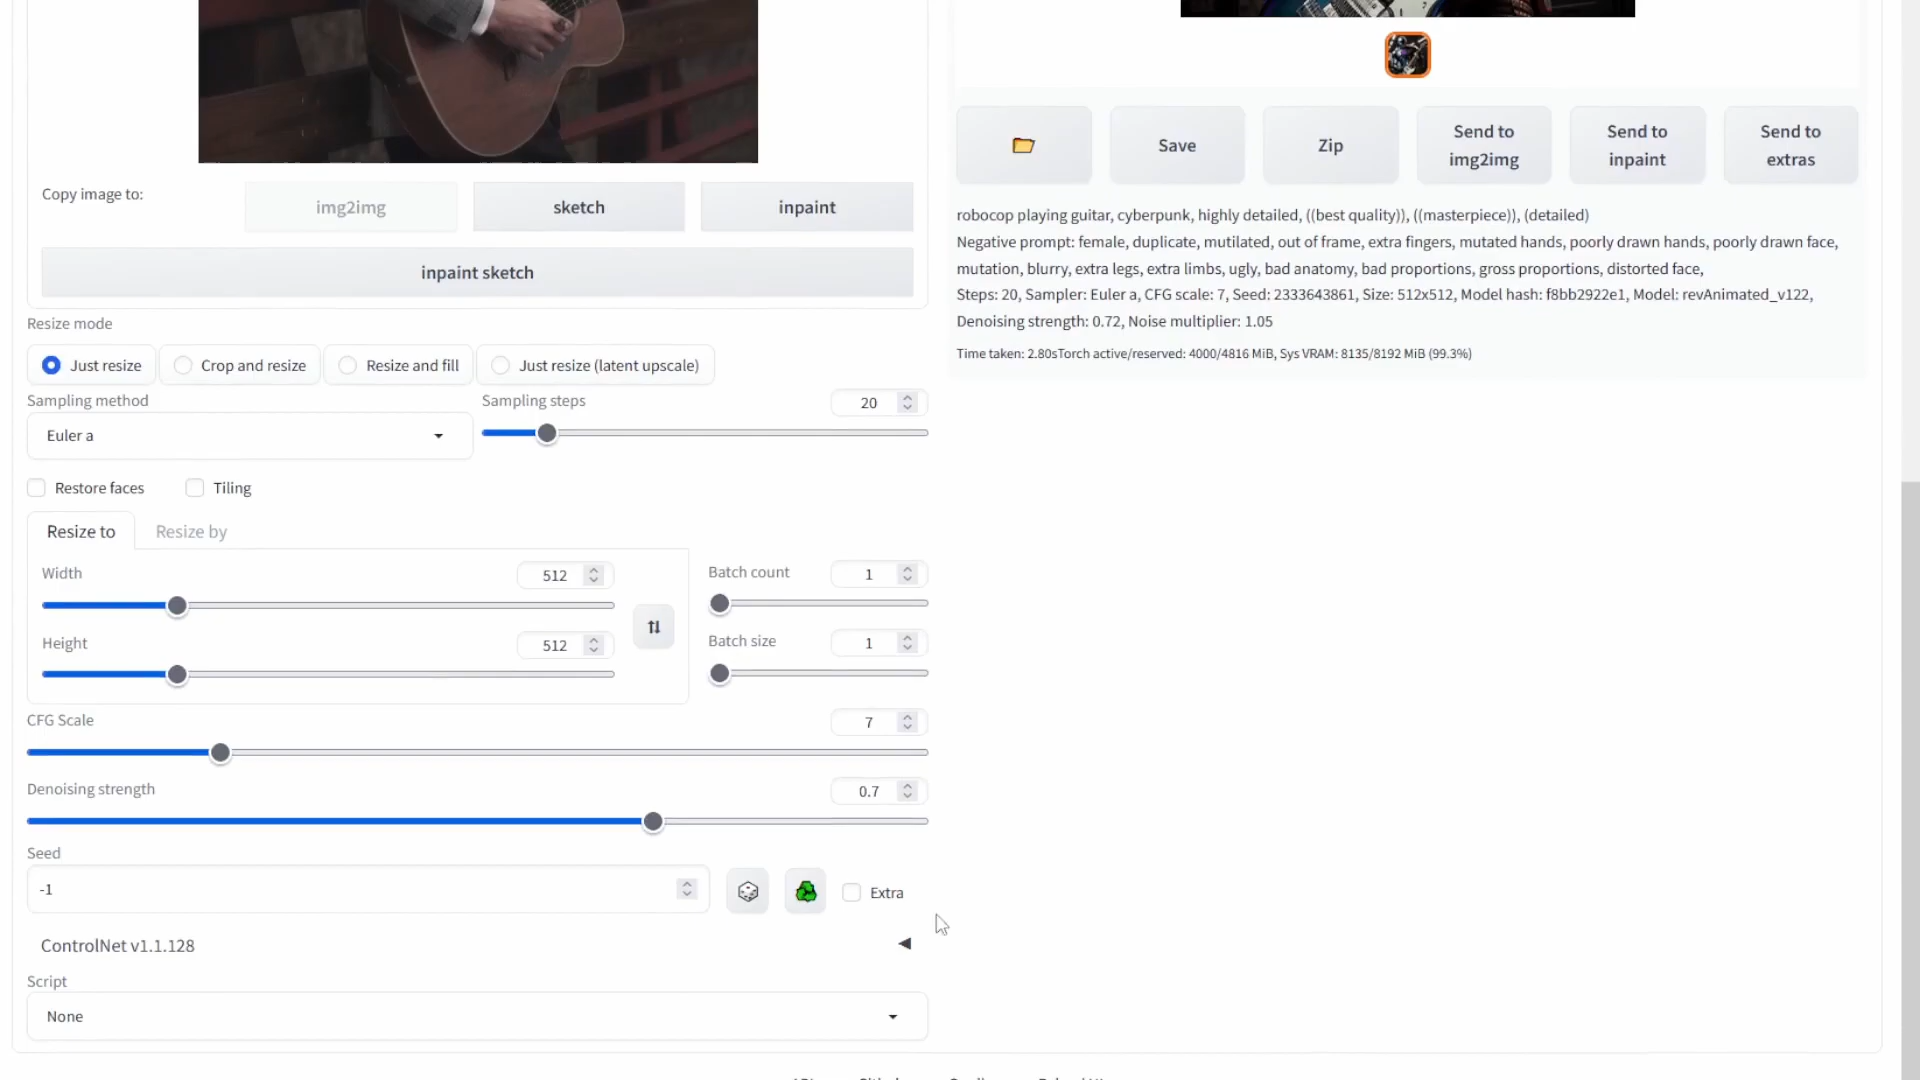 Copy image to:
img2img
sketch
inpaint
inpaint sketch
Resize mode
Just resize
Crop and resize
Resize and fill
Just resize (latent upscale)
Sampling method
Sampling steps
20
Euler a
Restore faces
Tiling
Resize to
Resize by
Width
512
Height
512
Batch count
1
Batch size
1
CFG Scale
7
Denoising strength
0.7
Seed
-1
Extra
ControlNet v1.1.128
Script
None
Save
Zip
Send to
img2img
Send to
inpaint
Send to
extras
robocop playing guitar, cyberpunk, highly detailed, ((best quality)), ((masterpiece)), (detailed)
Negative prompt: female, duplicate, mutilated, out of frame, extra fingers, mutated hands, poorly drawn hands, poorly drawn face,
mutation, blurry, extra legs, extra limbs, ugly, bad anatomy, bad proportions, gross proportions, distorted face,
Steps: 20, Sampler: Euler a, CFG scale: 7, Seed: 2333643861, Size: 512x512, Model hash: f8bb2922e1, Model: revAnimated_v122,
Denoising strength: 0.72, Noise multiplier: 1.05
Time taken: 2.80sTorch active/reserved: 4000/4816 MiB, Sys VRAM: 8135/8192 MiB (99.3%)